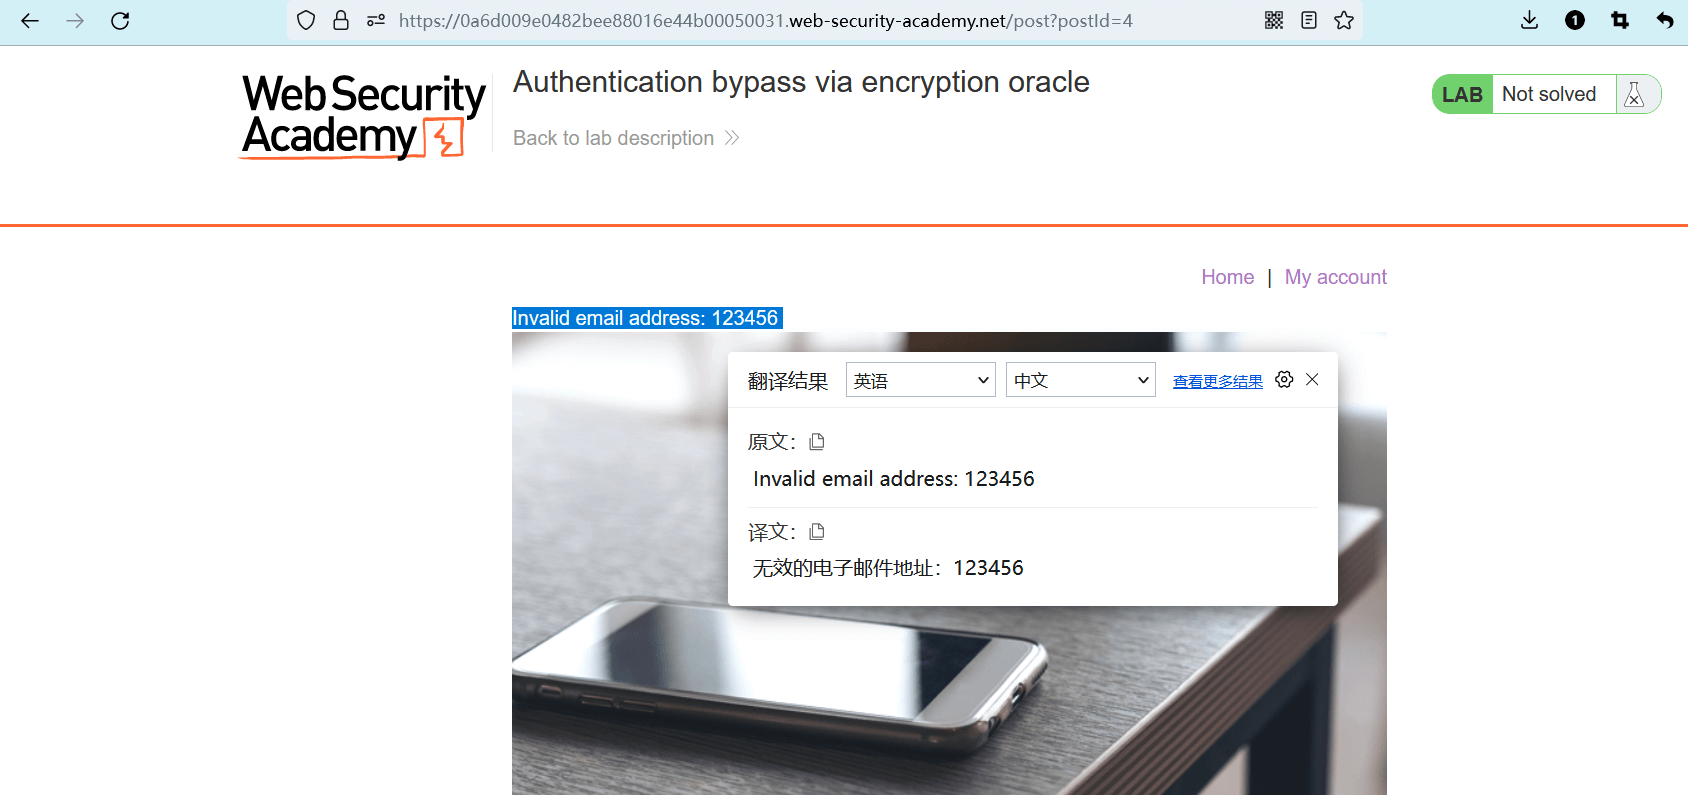 https://0a6d009e0482bee88016e44b00050031.web-security-academy.net/post?postId=4
1
Web Security
Academy
Authentication bypass via encryption oracle
Back to lab description
LAB Not solved
Home | My account
Invalid email address: 123456
翻译结果 英语 中文 查看更多结果
原文：
Invalid email address: 123456
译文：
无效的电子邮件地址：123456